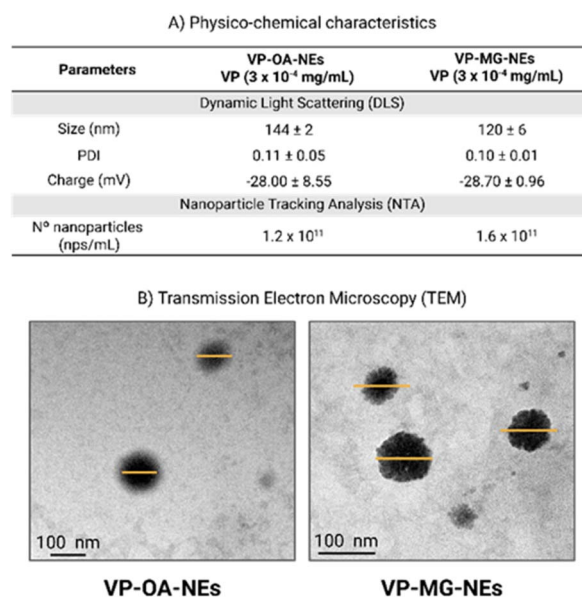 A) Physico-chemical characteristics
Parameters VP-OA-NEs VP (3 x 10⁻⁴ mg/mL) VP-MG-NEs VP (3 x 10⁻⁴ mg/mL)
Dynamic Light Scattering (DLS)
Size (nm) 144 ± 2 120 ± 6
PDI 0.11 ± 0.05 0.10 ± 0.01
Charge (mV) -28.00 ± 8.55 -28.70 ± 0.96
Nanoparticle Tracking Analysis (NTA)
Nº nanoparticles (nps/mL) 1.2 x 10¹¹ 1.6 x 10¹¹
B) Transmission Electron Microscopy (TEM)
100 nm 100 nm
VP-OA-NEs VP-MG-NEs